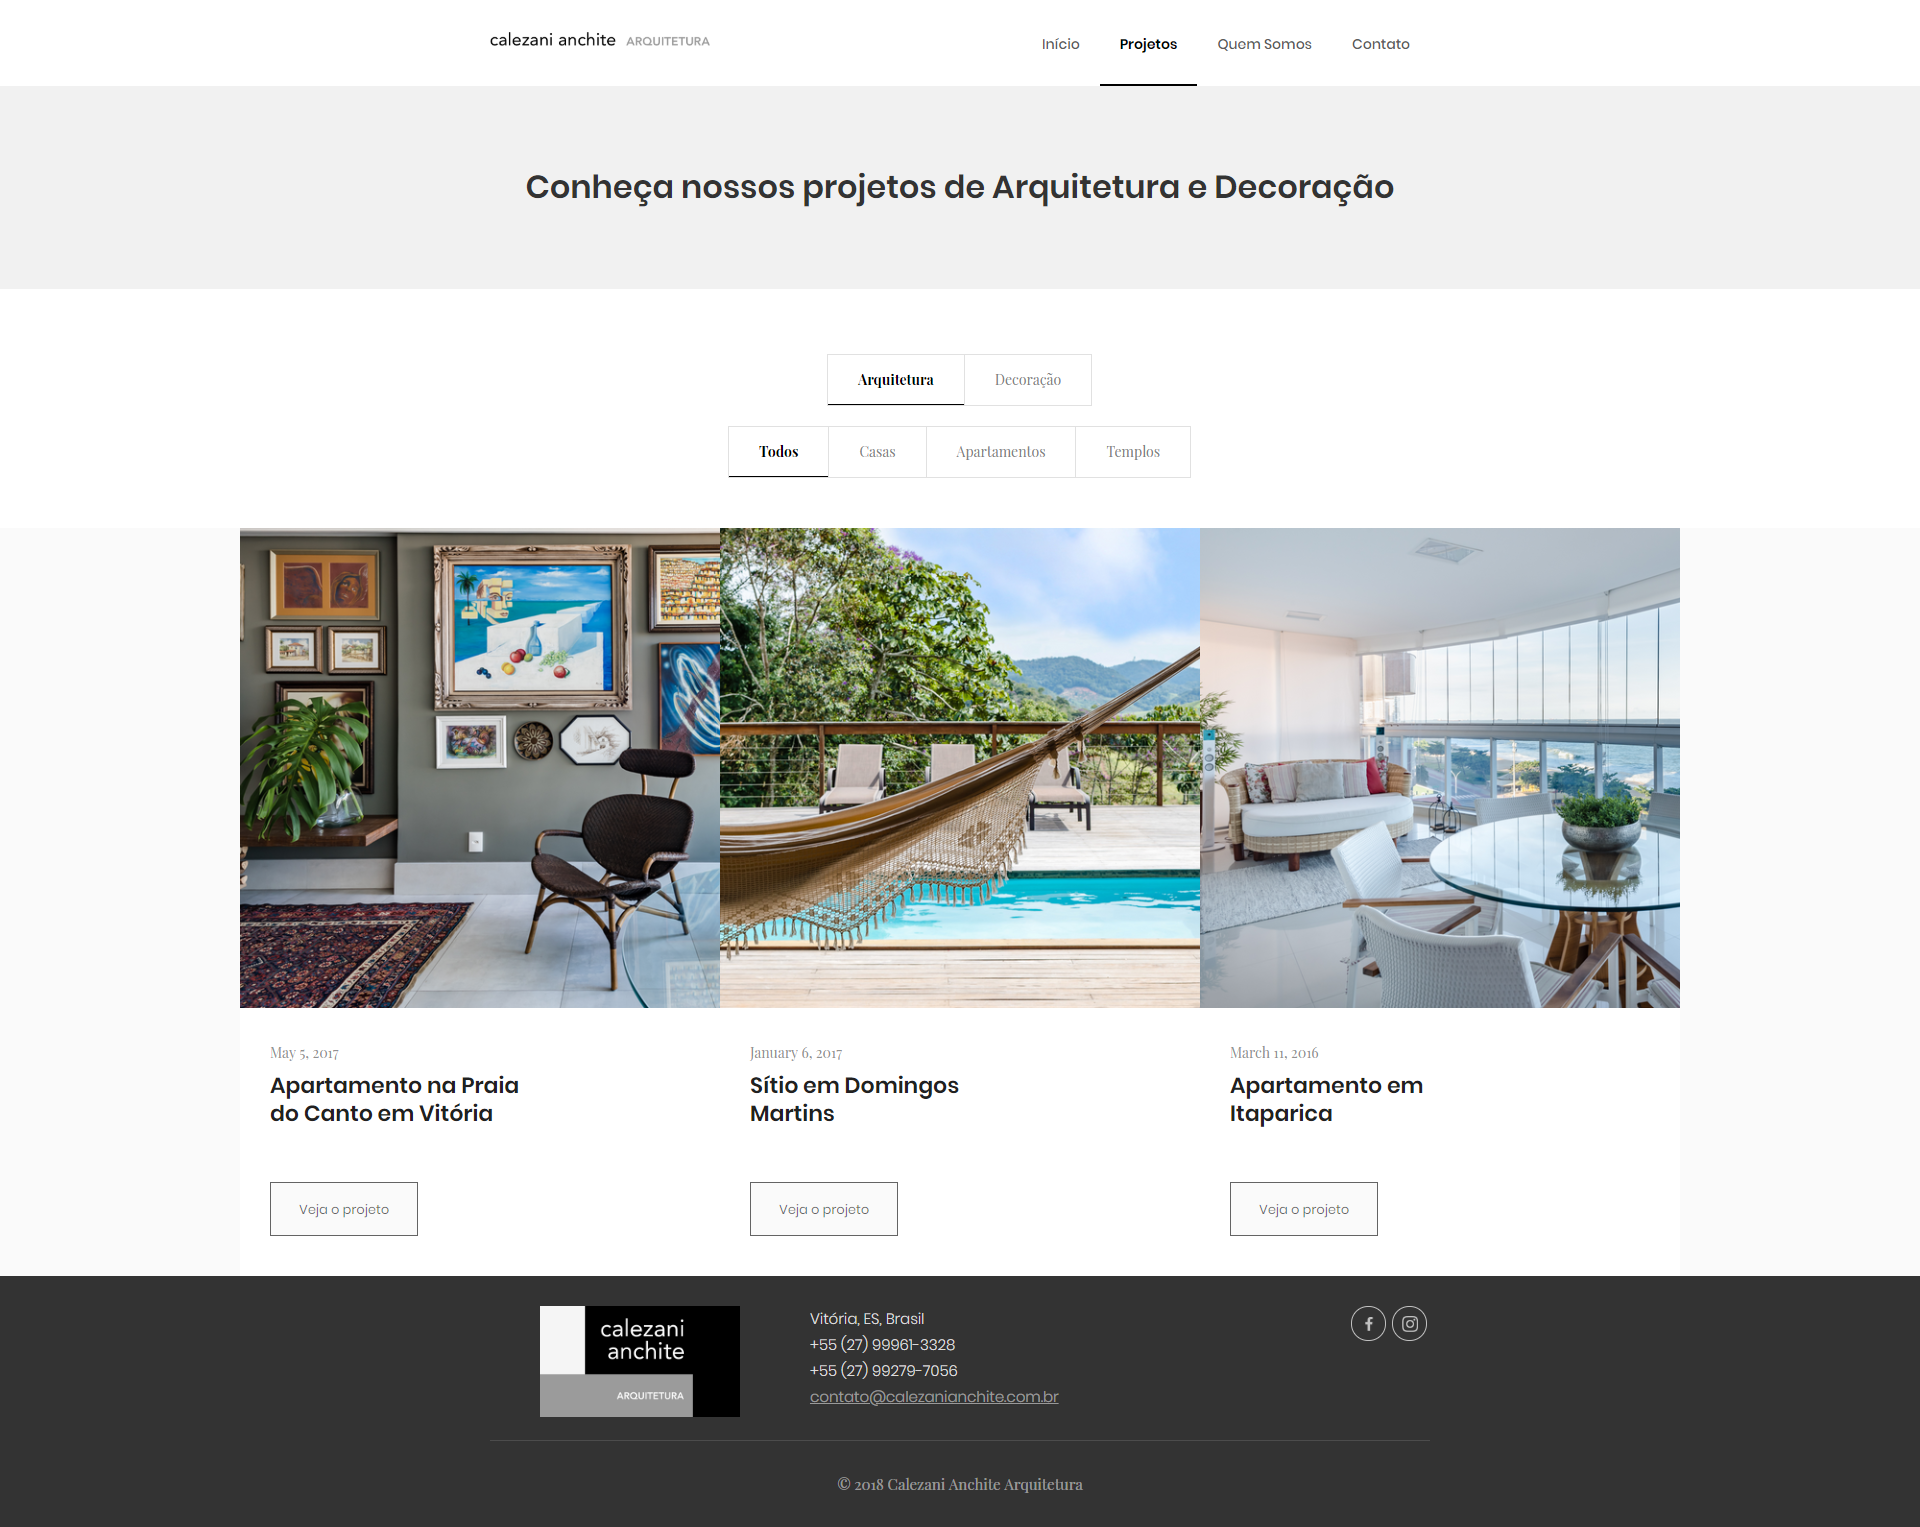 calezani anchite ARQUITETURA
Início
Projetos
Quem Somos
Contato
Conheça nossos projetos de Arquitetura e Decoração
Arquitetura
Decoração
Todos
Casas
Apartamentos
Templos
May 5, 2017
Apartamento na Praia
do Canto em Vitória
Veja o projeto
January 6, 2017
Sítio em Domingos
Martins
Veja o projeto
March 11, 2016
Apartamento em
Itaparica
Veja o projeto
calezani
anchite
ARQUITETURA
Vitória, ES, Brasil
+55 (27) 99961-3328
+55 (27) 99279-7056
contato@calezanianchite.com.br
© 2018 Calezani Anchite Arquitetura